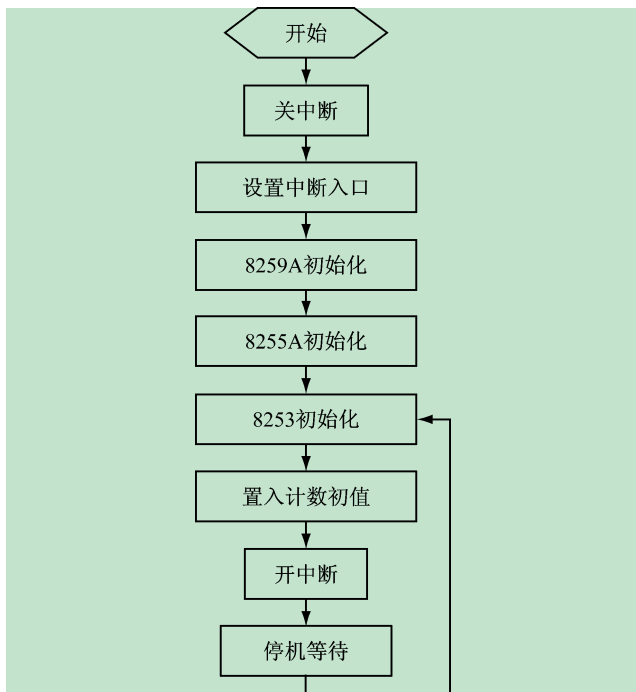 开始
关中断
设置中断入口
8259A初始化
8255A初始化
8253初始化
置入计数初值
开中断
停机等待